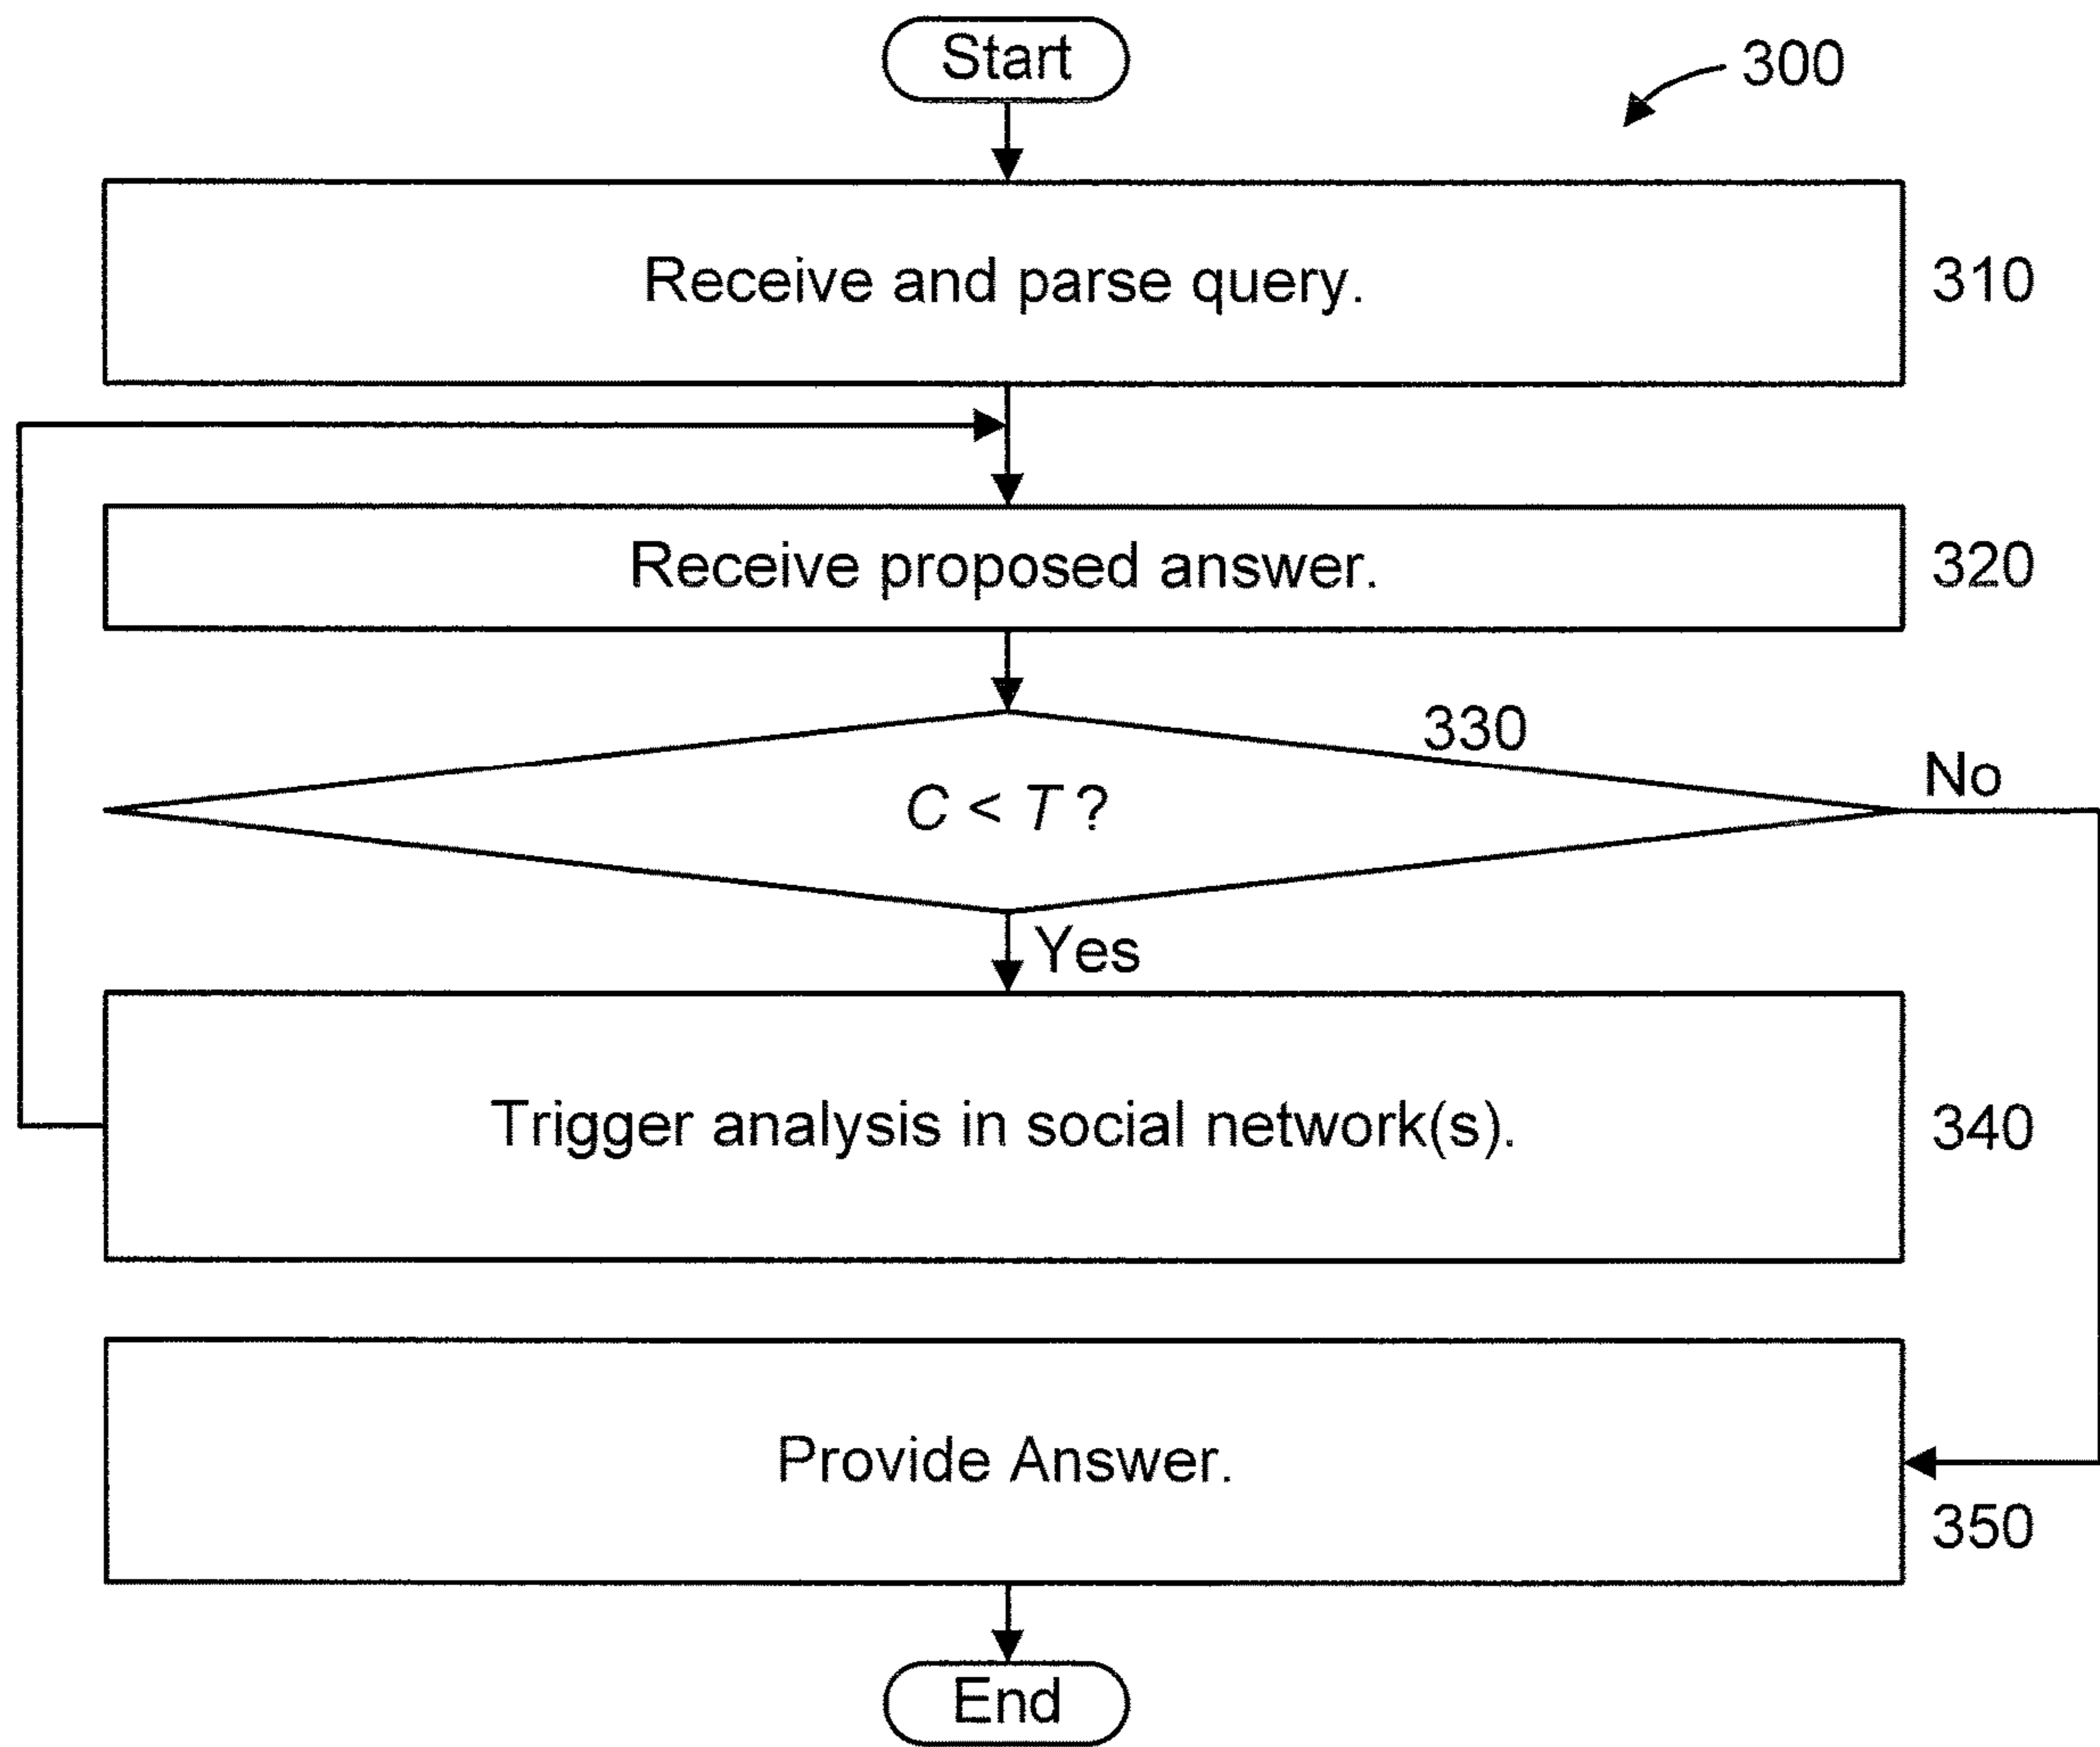 Start
300
Receive and parse query.
310
Receive proposed answer.
320
330
C < T ?
No
Yes
Trigger analysis in social network(s).
340
Provide Answer.
350
End